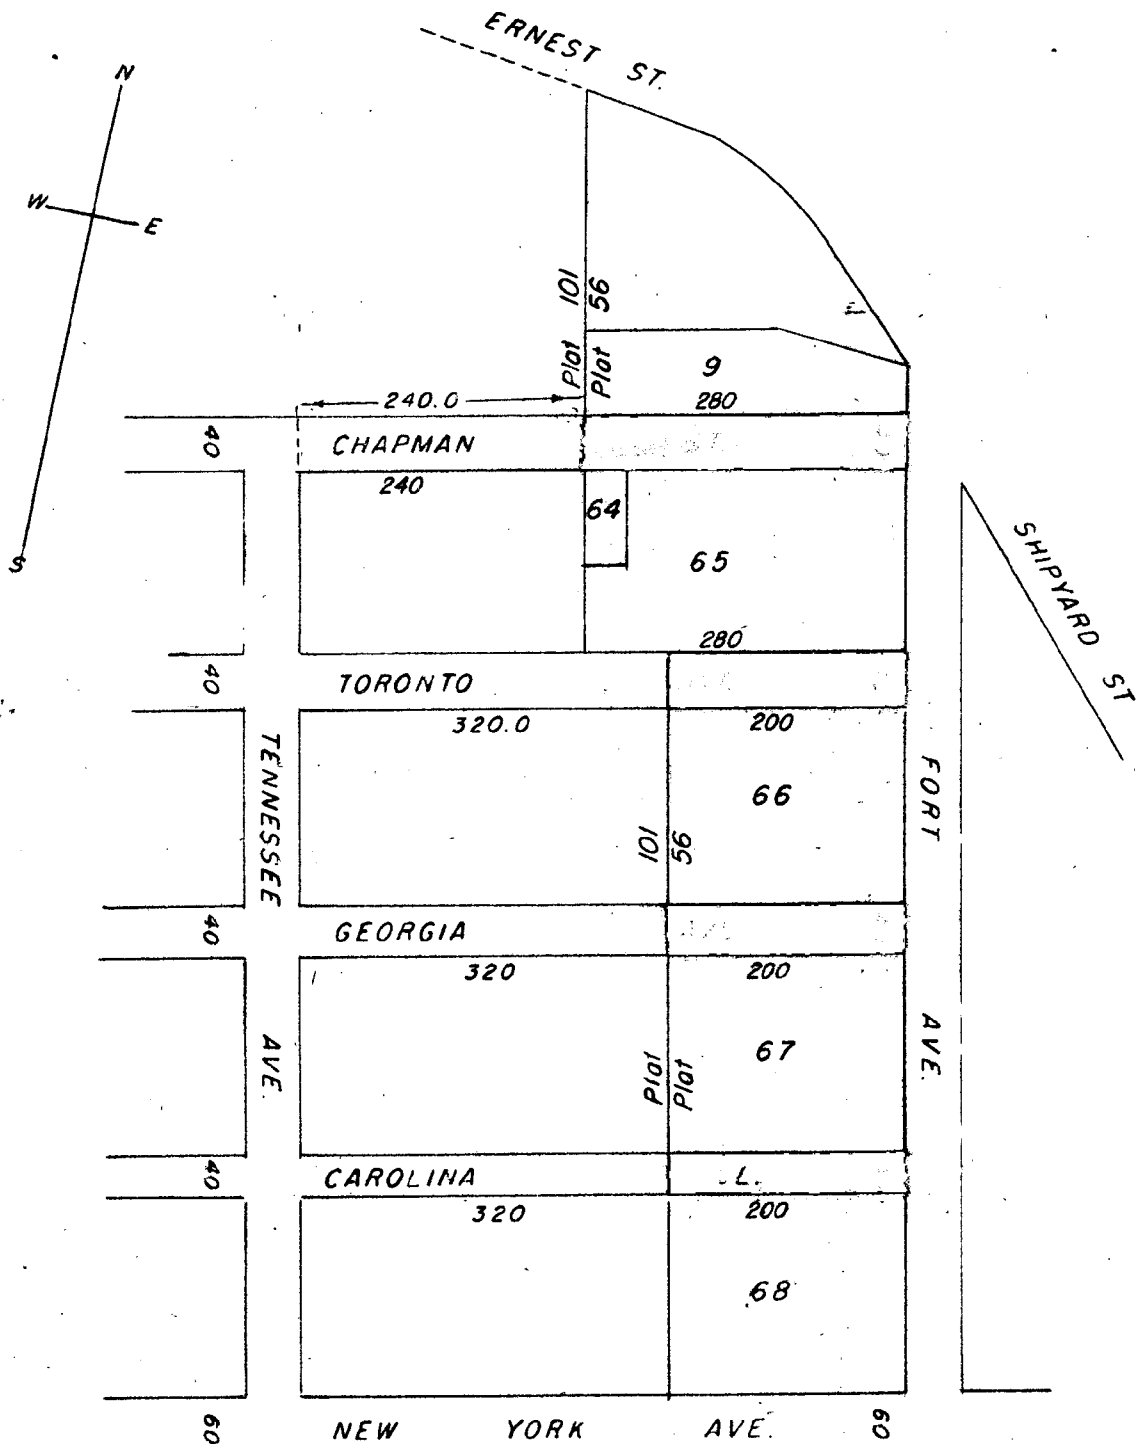 ERNEST ST.
N
W
E
S
101
56
Plat
Plat
9
240.0
280
40
CHAPMAN
240
64
65
SHIPYARD ST
280
40
TORONTO
320.0
200
TENNESSEE AVE.
66
FORT AVE.
101
56
40
GEORGIA
320
200
67
Plat
Plat
40
CAROLINA
L.
320
200
68
60
NEW YORK AVE.
60